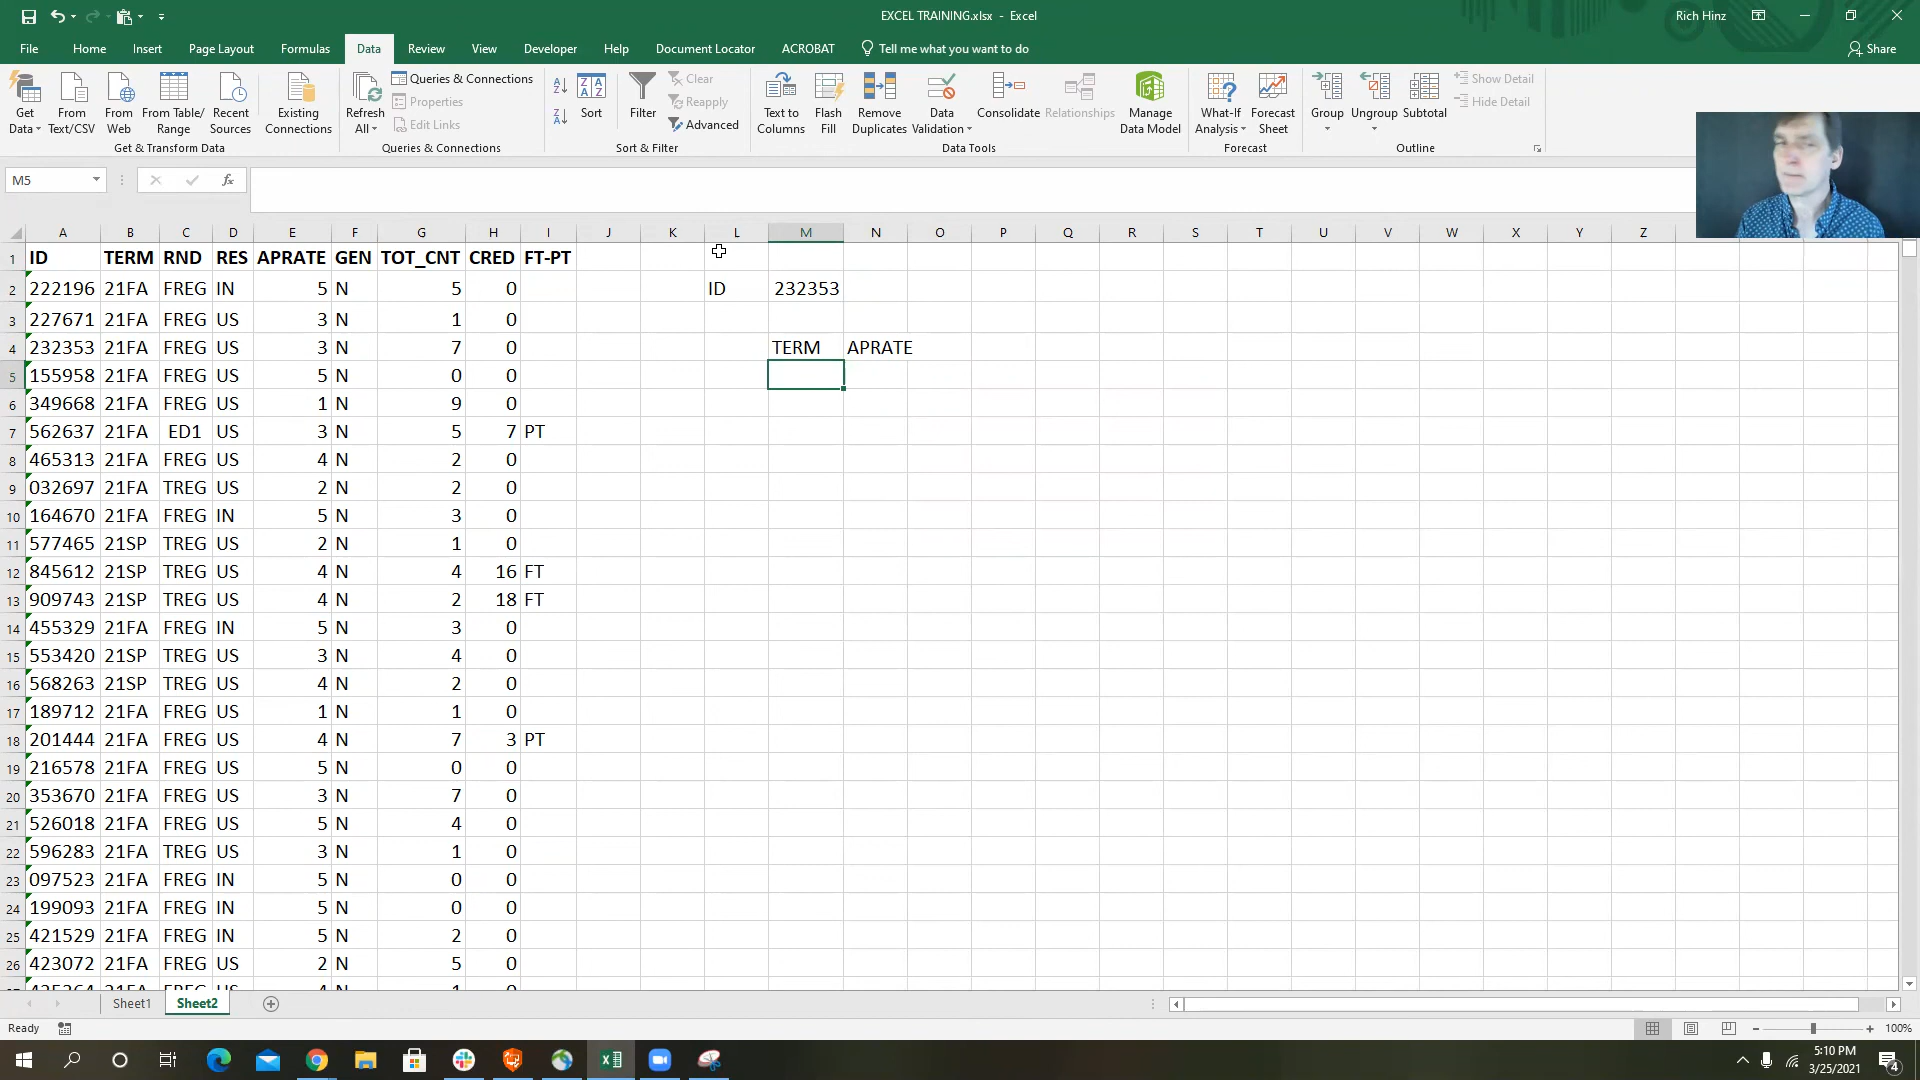 EXCEL TRAINING.xlsx - Excel
Rich Hinz
File Home Insert Page Layout Formulas Data Review View Developer Help Document Locator ACROBAT Tell me what you want to do Share
Get Data From Text/CSV From Web From Table/Range Recent Sources Existing Connections
Get & Transform Data
Refresh All Queries & Connections Properties Edit Links
Queries & Connections
Sort Filter Clear Reapply Advanced
Sort & Filter
Text to Columns Flash Fill Remove Duplicates Data Validation Consolidate Relationships Manage Data Model
Data Tools
What-If Analysis Forecast Sheet
Forecast
Group Ungroup Subtotal Show Detail Hide Detail
Outline
M5 fx
A B C D E F G H I J K L M N O P Q R S T U V W X Y Z
1 ID TERM RND RES APRATE GEN TOT_CNT CRED FT-PT
2 222196 21FA FREG IN 5 N 5 0 ID 232353
3 227671 21FA FREG US 3 N 1 0
4 232353 21FA FREG US 3 N 7 0 TERM APRATE
5 155958 21FA FREG US 5 N 0 0
6 349668 21FA FREG US 1 N 9 0
7 562637 21FA ED1 US 3 N 5 7 PT
8 465313 21FA FREG US 4 N 2 0
9 032697 21FA TREG US 2 N 2 0
10 164670 21FA FREG IN 5 N 3 0
11 577465 21SP TREG US 2 N 1 0
12 845612 21SP TREG US 4 N 4 16 FT
13 909743 21SP TREG US 4 N 2 18 FT
14 455329 21FA FREG IN 5 N 3 0
15 553420 21SP TREG US 3 N 4 0
16 568263 21SP TREG US 4 N 2 0
17 189712 21FA FREG US 1 N 1 0
18 201444 21FA FREG US 4 N 7 3 PT
19 216578 21FA FREG US 5 N 0 0
20 353670 21FA FREG US 3 N 7 0
21 526018 21FA FREG US 5 N 4 0
22 596283 21FA TREG US 3 N 1 0
23 097523 21FA FREG IN 5 N 0 0
24 199093 21FA FREG IN 5 N 0 0
25 421529 21FA FREG IN 5 N 2 0
26 423072 21FA FREG US 2 N 5 0
Sheet1 Sheet2
Ready 100%
5:10 PM
3/25/2021
4